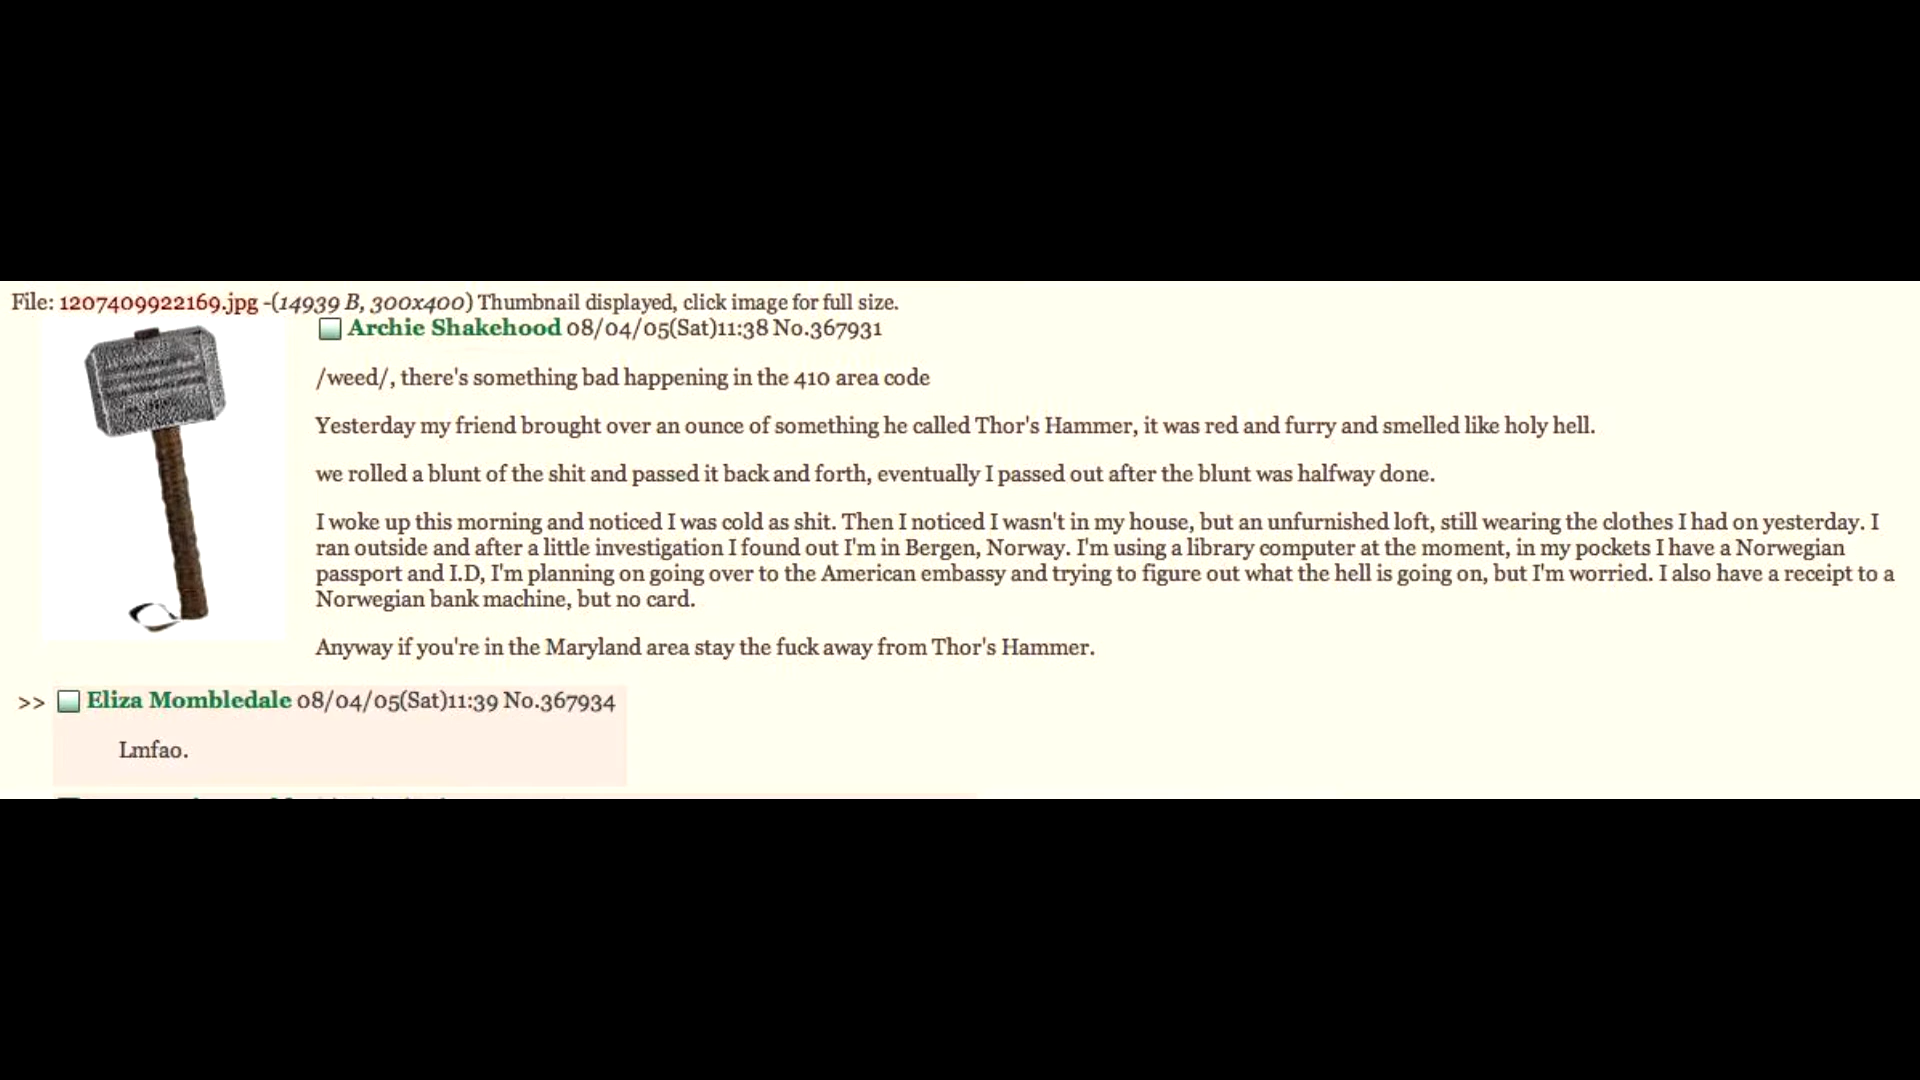 File: 1207409922169.jpg -(14939 B, 300x400) Thumbnail displayed, click image for full size.
Archie Shakehood 08/04/05(Sat)11:38 No.367931
/weed/, there's something bad happening in the 410 area code
Yesterday my friend brought over an ounce of something he called Thor's Hammer, it was red and furry and smelled like holy hell.
we rolled a blunt of the shit and passed it back and forth, eventually I passed out after the blunt was halfway done.
I woke up this morning and noticed I was cold as shit. Then I noticed I wasn't in my house, but an unfurnished loft, still wearing the clothes I had on yesterday. I
ran outside and after a little investigation I found out I'm in Bergen, Norway. I'm using a library computer at the moment, in my pockets I have a Norwegian
passport and I.D, I'm planning on going over to the American embassy and trying to figure out what the hell is going on, but I'm worried. I also have a receipt to a
Norwegian bank machine, but no card.
Anyway if you're in the Maryland area stay the fuck away from Thor's Hammer.
>> Eliza Mombledale 08/04/05(Sat)11:39 No.367934
Lmfao.